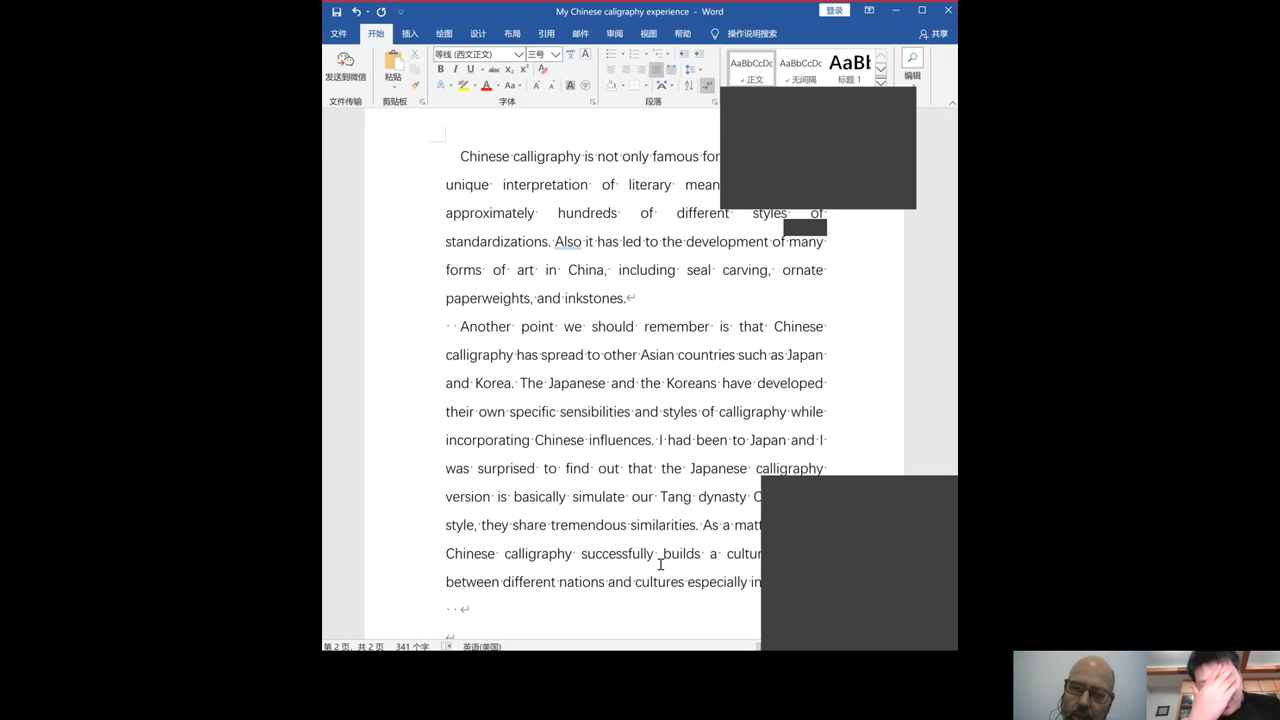 My Chinese caligraphy experience - Word
登录
文件 开始 插入 绘图 设计 布局 引用 邮件 审阅 视图 帮助 操作说明搜索 共享
等线 (西文正文) 三号
AaBbCcDc AaBbCcDc AaBb
发送到微信 粘贴 正文 无间隔 标题 1 编辑
文件传输 剪贴板 字体 段落
Chinese calligraphy is not only famous for
unique interpretation of literary mean
approximately hundreds of different styles of
standardizations. Also it has led to the development of many
forms of art in China, including seal carving, ornate
paperweights, and inkstones.
Another point we should remember is that Chinese
calligraphy has spread to other Asian countries such as Japan
and Korea. The Japanese and the Koreans have developed
their own specific sensibilities and styles of calligraphy while
incorporating Chinese influences. I had been to Japan and I
was surprised to find out that the Japanese calligraphy
version is basically simulate our Tang dynasty C
style, they share tremendous similarities. As a matt
Chinese calligraphy successfully builds a cultur
between different nations and cultures especially in
第 2 页，共 2 页 341 个字 英语(美国)